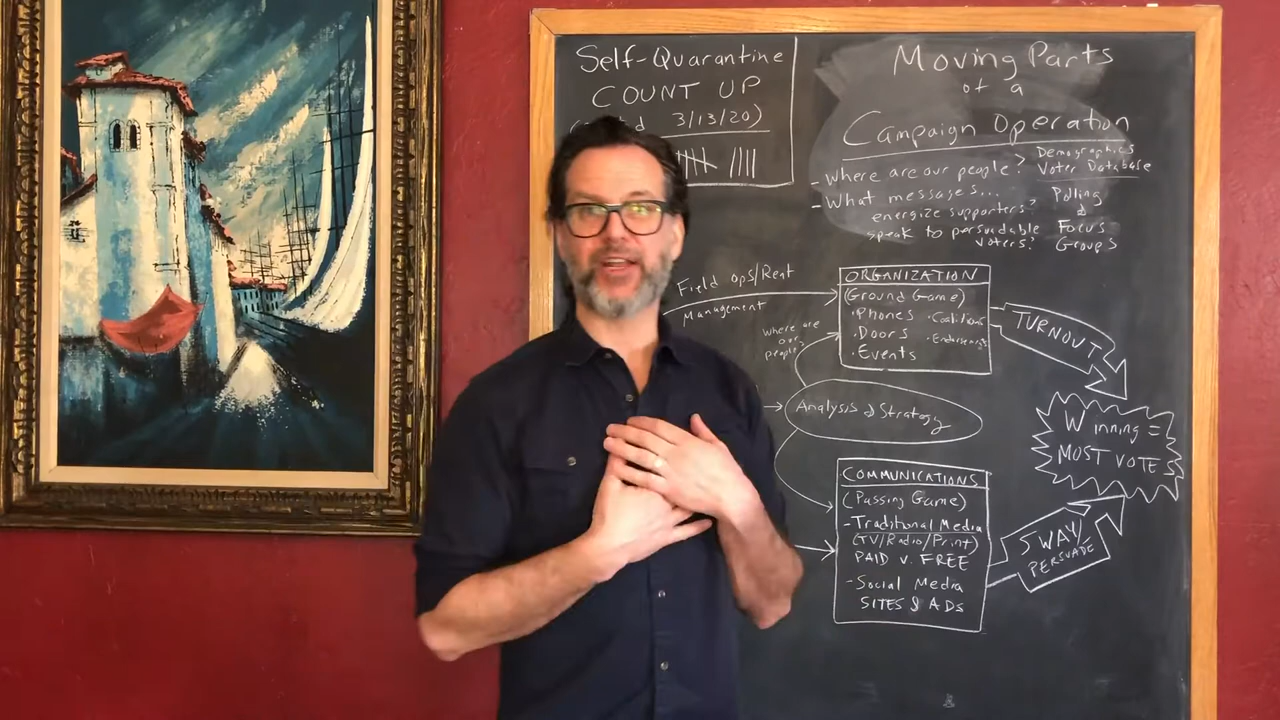 Self-Quarantine
COUNT UP
3/13/20)
Moving Parts
of a
Campaign Operation
- Where are our people? Demographics
Voter Database
- What messages...
energize supporters?
speak to persuadable
voters?
Polling
&
Focus
Groups
Field ops/Rent
Management
where are
our
people?
ORGANIZATION
(Ground Game)
· Phones
· Doors
· Events
· Coalitions
TURNOUT
Analysis & Strategy
Winning =
MOST VOTES
COMMUNICATIONS
(Passing Game)
- Traditional Media
(TV/Radio/Print)
PAID v. FREE
- Social Media
SITES & ADS
SWAY/
PERSUADE